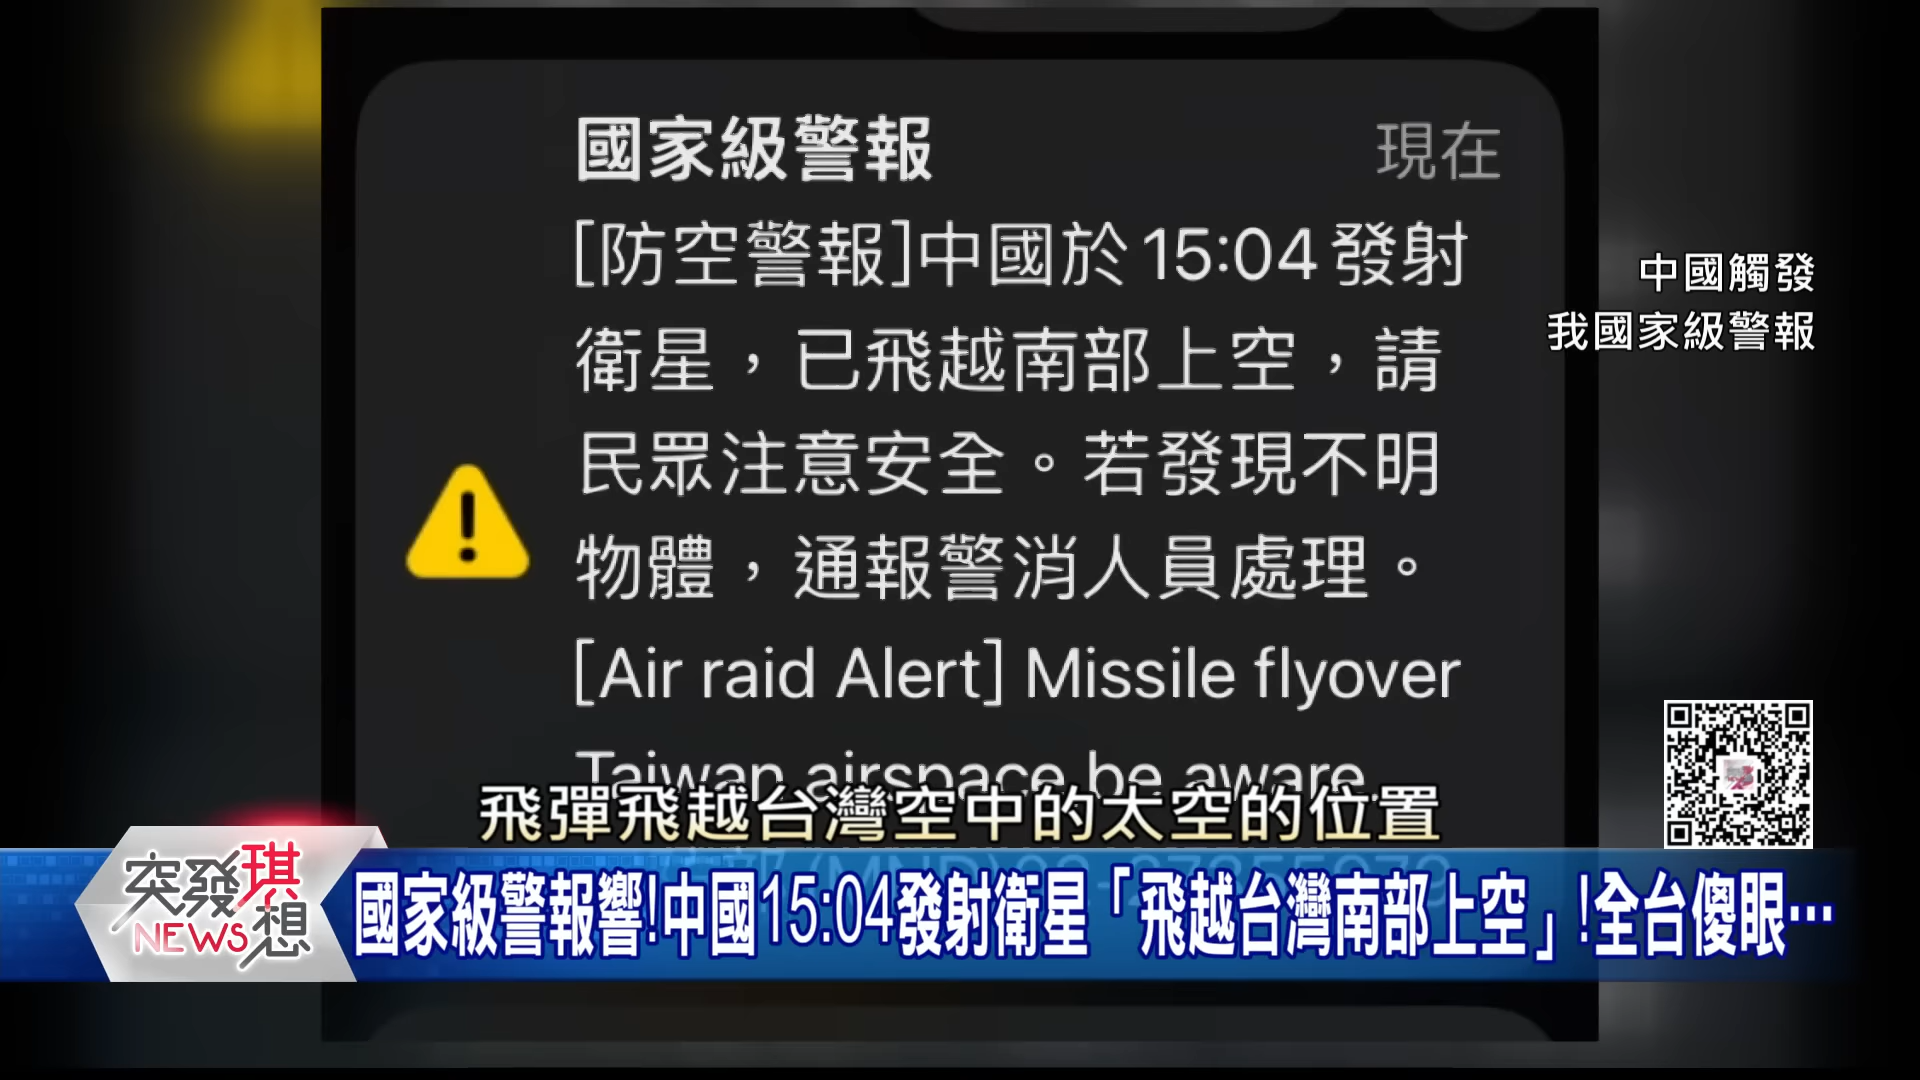 國家級警報
現在
[防空警報]中國於15:04發射
衛星，已飛越南部上空，請
民眾注意安全。若發現不明
物體，通報警消人員處理。
[Air raid Alert] Missile flyover
Taiwan airspace, be aware.
中國觸發
我國家級警報
飛彈飛越台灣空中的太空的位置
突發琪想
NEWS
國家級警報響!中國15:04發射衛星「飛越台灣南部上空」!全台傻眼…